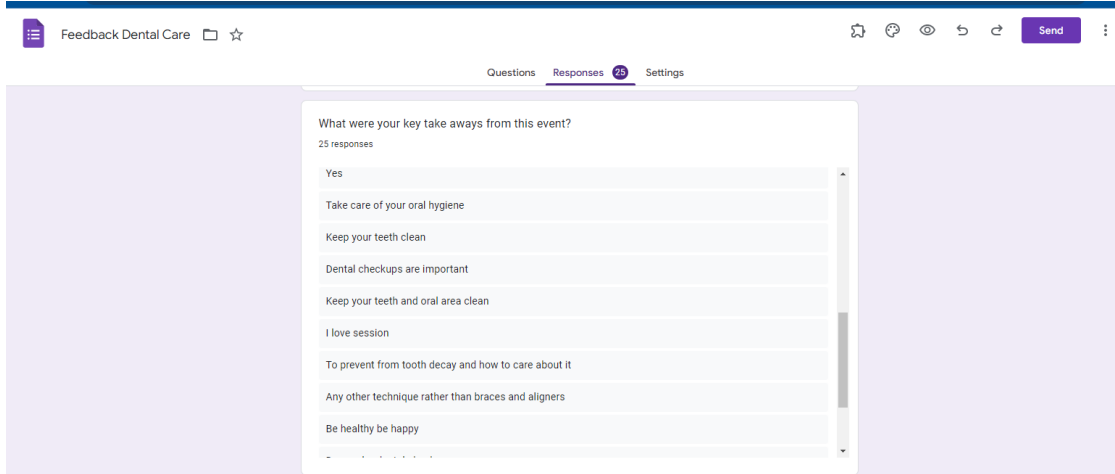 Feedback Dental Care
Send
Questions Responses 25 Settings
What were your key take aways from this event?
25 responses
Yes
Take care of your oral hygiene
Keep your teeth clean
Dental checkups are important
Keep your teeth and oral area clean
I love session
To prevent from tooth decay and how to care about it
Any other technique rather than braces and aligners
Be healthy be happy